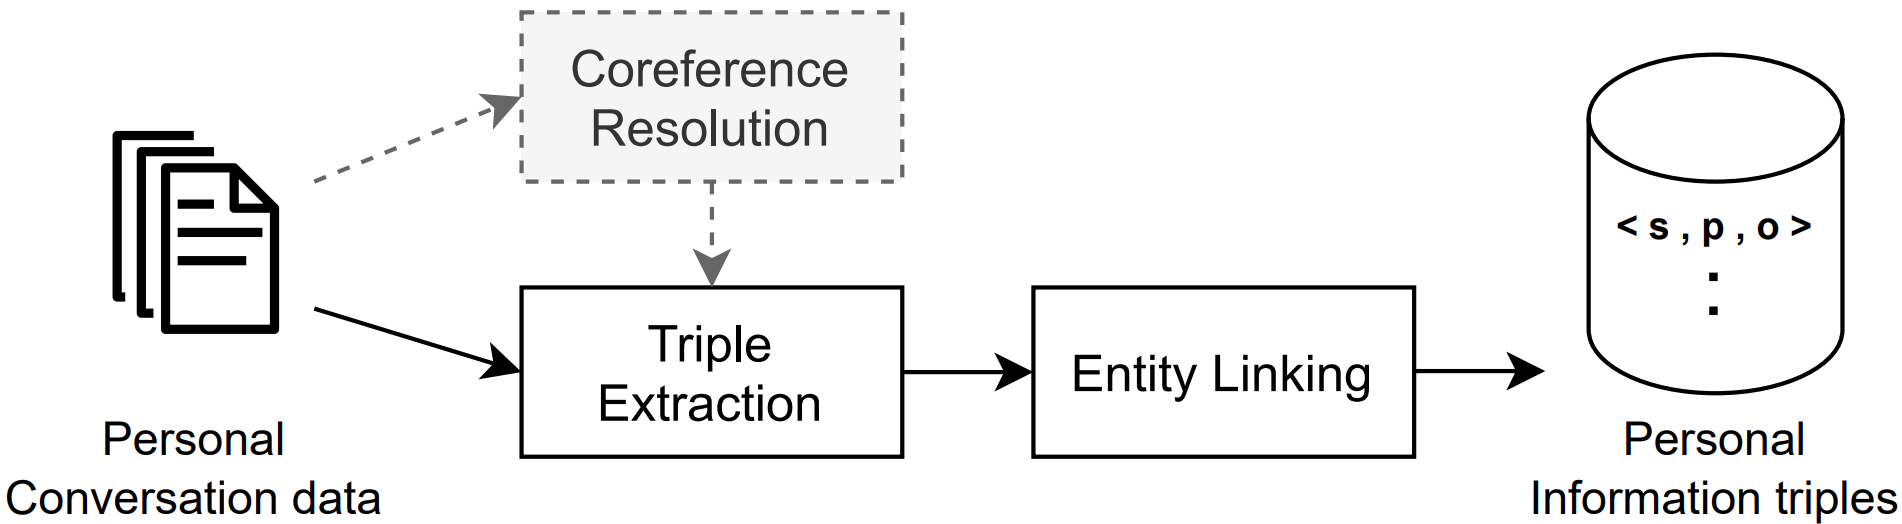 Coreference
Resolution
< s , p , o >
:
Triple
Extraction
Entity Linking
Personal
Conversation data
Personal
Information triples